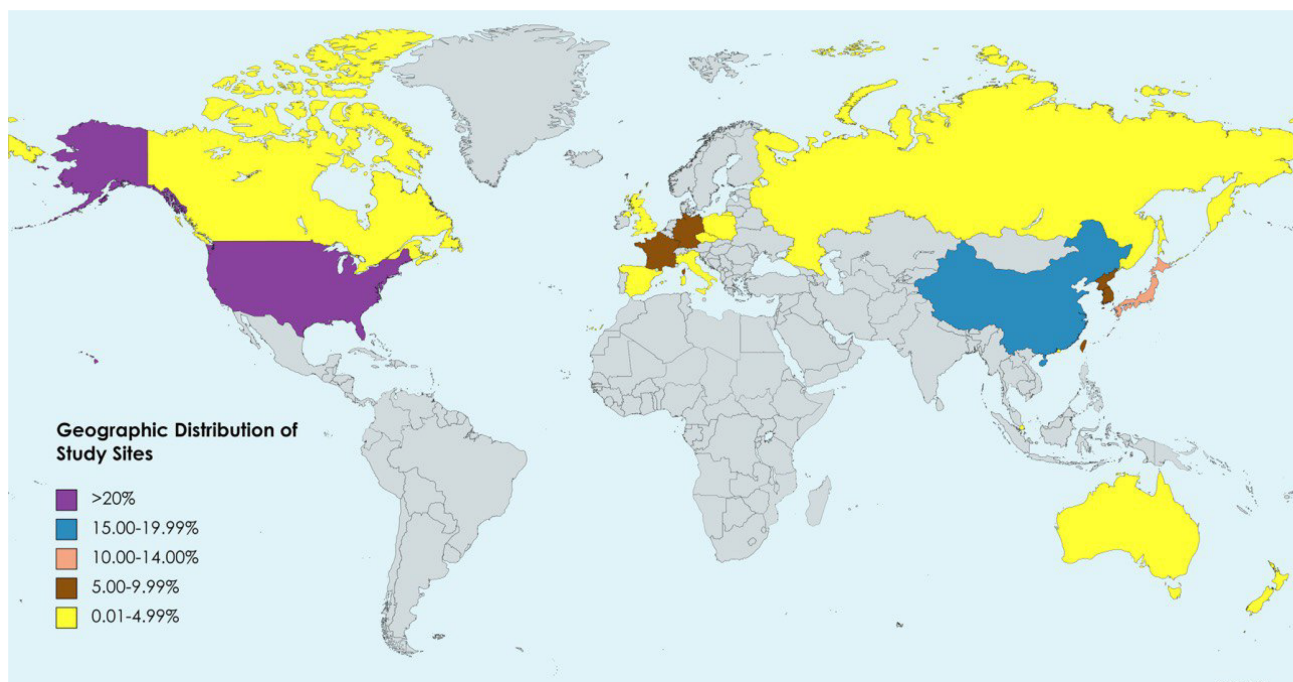 Geographic Distribution of
Study Sites
>20%
15.00-19.99%
10.00-14.00%
5.00-9.99%
0.01-4.99%